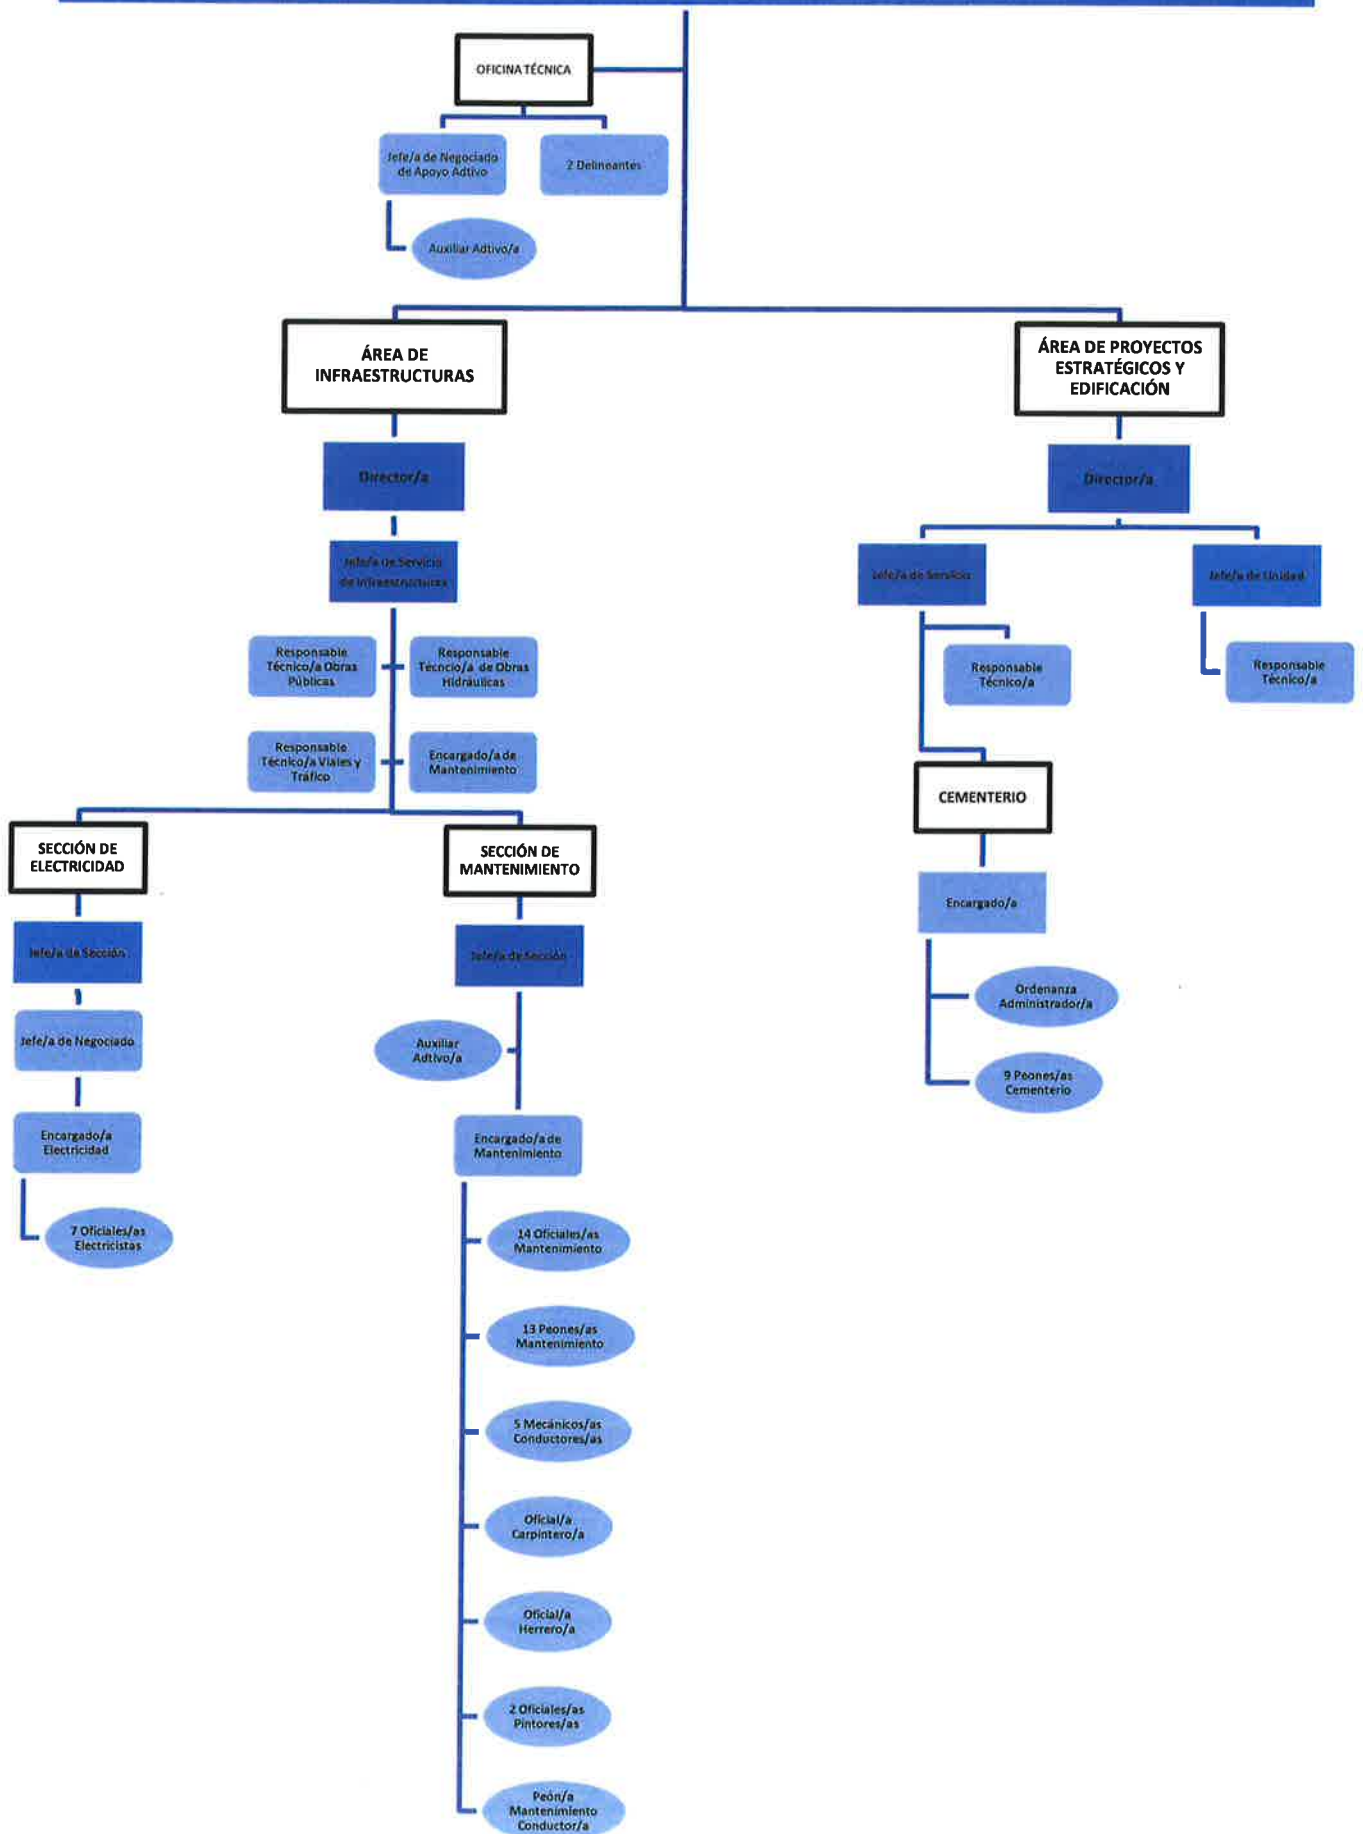 OFICINA TÉCNICA
Jefe/a de Negociado
de Apoyo Adtivo
2 Delineantes
Auxiliar Adtivo/a
ÁREA DE
INFRAESTRUCTURAS
ÁREA DE PROYECTOS
ESTRATÉGICOS Y
EDIFICACIÓN
Director/a
Director/a
Jefe/a de Servicio
de Infraestructuras
Jefe/a de Servicio
Jefe/a de Unidad
Responsable
Técnico/a Obras
Públicas
Responsable
Técncio/a de Obras
Hidráulicas
Responsable
Técnico/a
Responsable
Técnico/a
Responsable
Técnico/a Viales y
Tráfico
Encargado/a de
Mantenimiento
CEMENTERIO
SECCIÓN DE
ELECTRICIDAD
SECCIÓN DE
MANTENIMIENTO
Encargado/a
Jefe/a de Sección
Jefe/a de Sección
Ordenanza
Administrador/a
Jefe/a de Negociado
Auxiliar
Adtivo/a
9 Peones/as
Cementerio
Encargado/a
Electricidad
Encargado/a de
Mantenimiento
7 Oficiales/as
Electricistas
14 Oficiales/as
Mantenimiento
13 Peones/as
Mantenimiento
5 Mecánicos/as
Conductores/as
Oficial/a
Carpintero/a
Oficial/a
Herrero/a
2 Oficiales/as
Pintores/as
Peón/a
Mantenimiento
Conductor/a